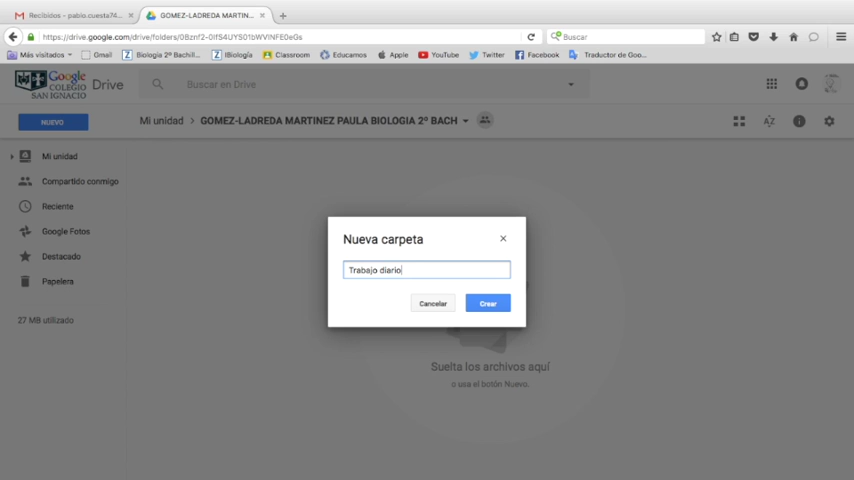 Recibidos - pablo.cuesta74...
GOMEZ-LADREDA MARTIN...
https://drive.google.com/drive/folders/0Bznf2-0IfS4UYS01bWVINFE0eGs
Buscar
Más visitados
Gmail
Biologia 2º Bachill...
IBiología
Classroom
Educamos
Apple
YouTube
Twitter
Facebook
Traductor de Goo...
Google
COLEGIO
SAN IGNACIO
Drive
Buscar en Drive
NUEVO
Mi unidad > GOMEZ-LADREDA MARTINEZ PAULA BIOLOGIA 2º BACH
Mi unidad
Compartido conmigo
Reciente
Google Fotos
Destacado
Papelera
27 MB utilizado
Nueva carpeta
Trabajo diario
Cancelar
Crear
Suelta los archivos aquí
o usa el botón Nuevo.